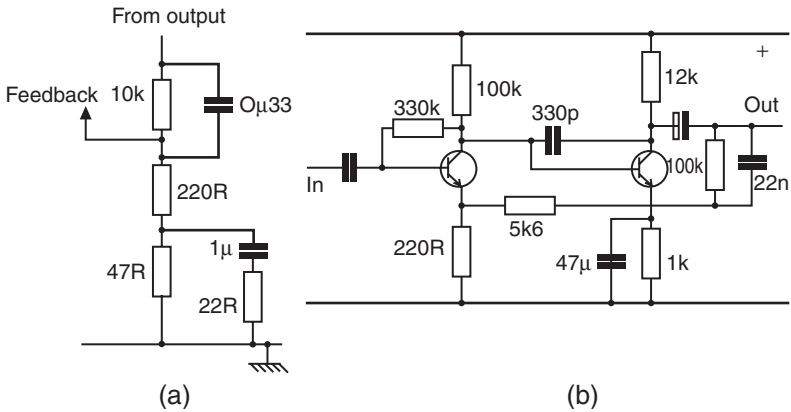 From output
Feedback
10k
Oµ33
220R
1µ
47R
22R
(a)
+
100k
12k
330k
330p
Out
In
100k
22n
5k6
220R
47µ
1k
(b)